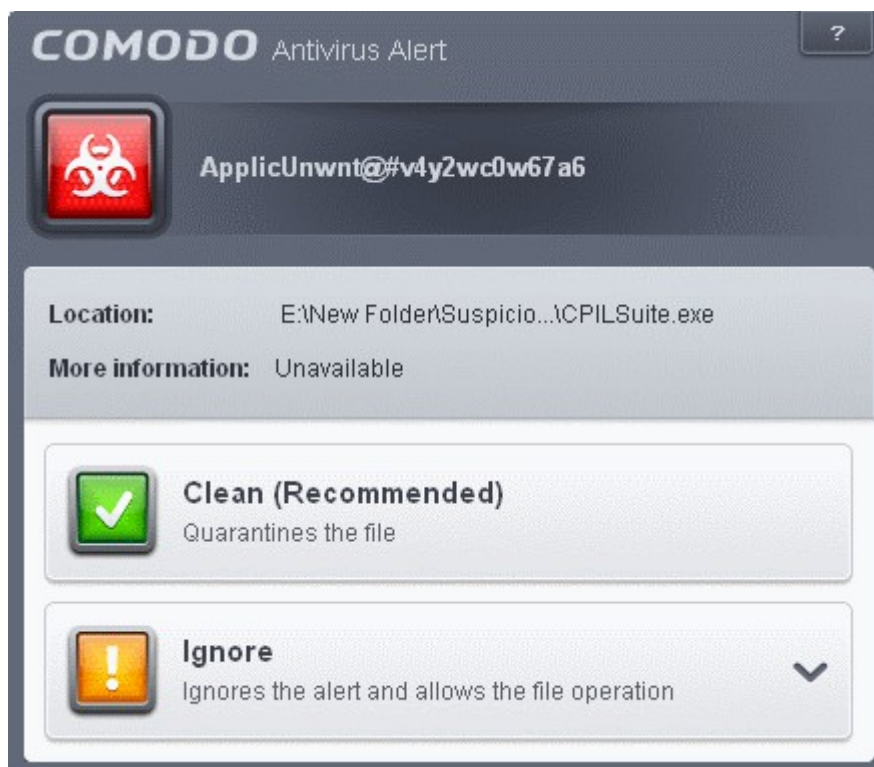 COMODO Antivirus Alert
?
ApplicUnwnt@#v4y2wc0w67a6
Location: E:\New Folder\Suspicio...\CPILSuite.exe
More information: Unavailable
Clean (Recommended)
Quarantines the file
!
Ignore
Ignores the alert and allows the file operation